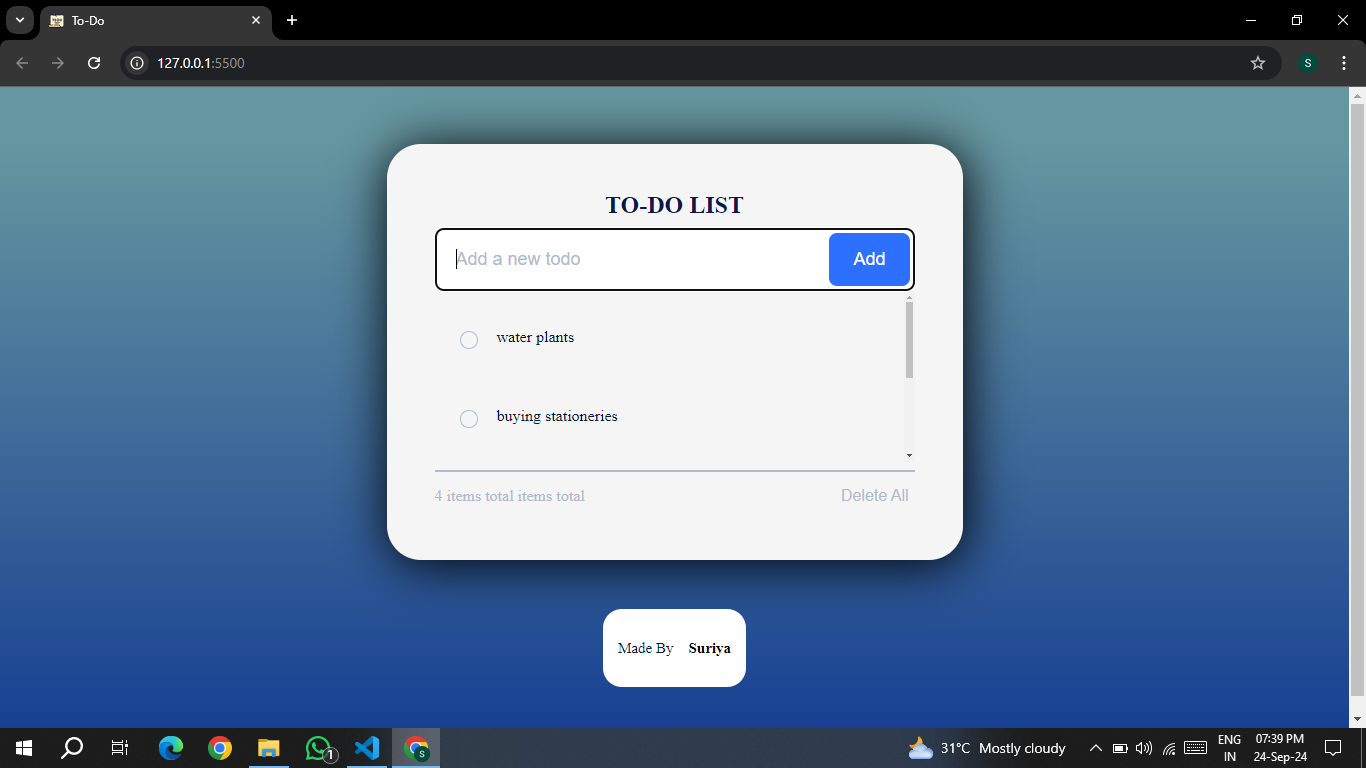 To-Do
127.0.0.1:5500
S
TO-DO LIST
Add a new todo
Add
water plants
buying stationeries
4 items total items total
Delete All
Made By Suriya
1
S
31°C Mostly cloudy
ENG
IN
07:39 PM
24-Sep-24